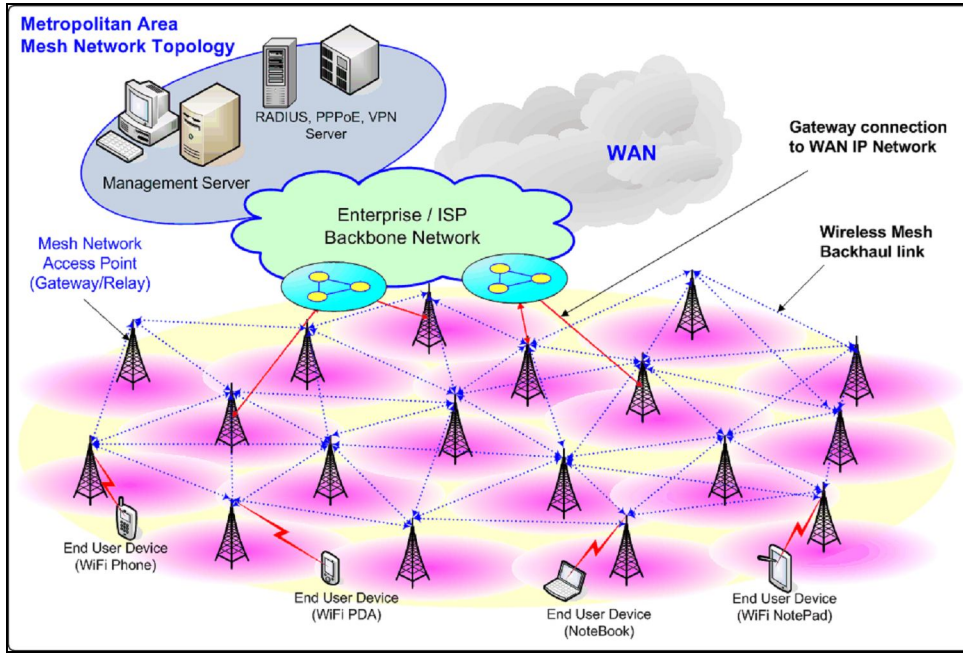 Metropolitan Area
Mesh Network Topology
RADIUS, PPPoE, VPN
Server
Management Server
WAN
Gateway connection
to WAN IP Network
Enterprise / ISP
Backbone Network
Mesh Network
Access Point
(Gateway/Relay)
Wireless Mesh
Backhaul link
End User Device
(WiFi Phone)
End User Device
(WiFi PDA)
End User Device
(NoteBook)
End User Device
(WiFi NotePad)